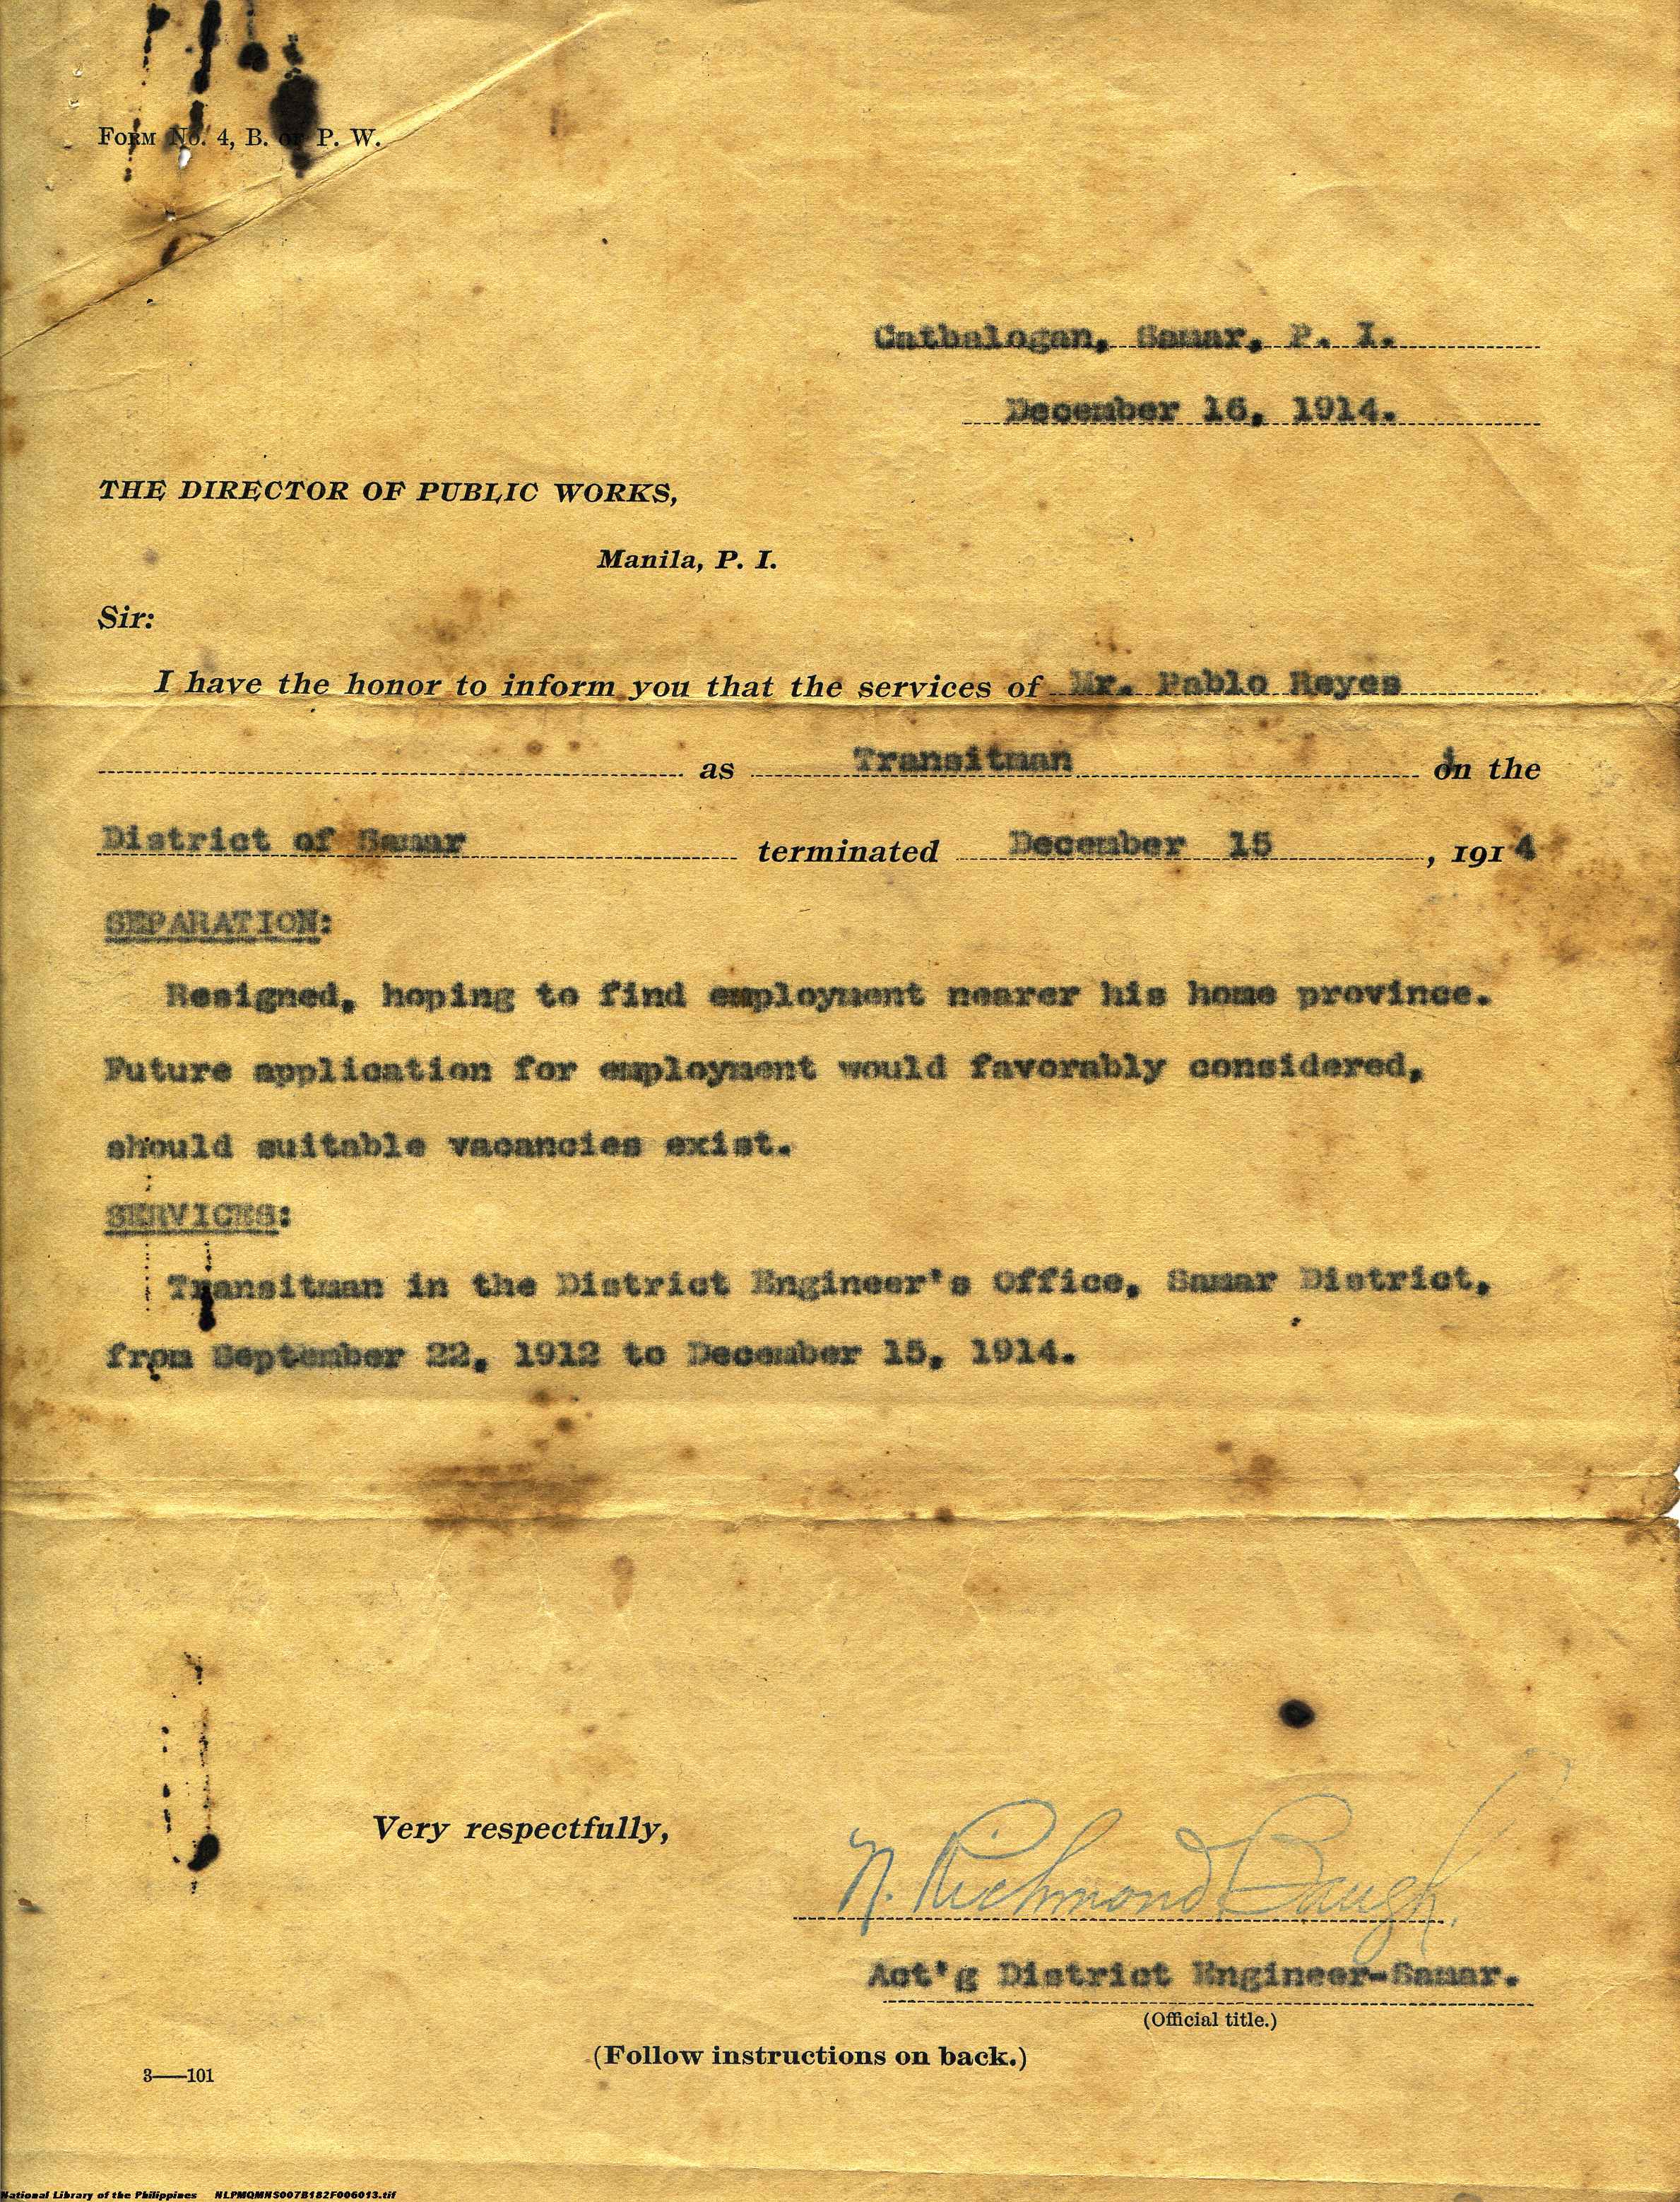 FORM No. 4, B. OF P. W.
Cathalogan, Samar, P. I.
December 16, 1914.
THE DIRECTOR OF PUBLIC WORKS,
Manila, P. I.
Sir:
I have the honor to inform you that the services of Mr. Pablo Reyes
as Transitman in the
District of Samar terminated December 15, 1914
SEPARATION:
Resigned, hoping to find employment nearer his home province.
Future application for employment would favorably considered,
should suitable vacancies exist.
SERVICES:
Transitman in the District Engineer's Office, Samar District,
from September 22, 1912 to December 15, 1914.
Very respectfully,
N. Richmond Baugh.
Act'g District Engineer-Samar.
(Official title.)
(Follow instructions on back.)
3—101
National Library of the Philippines NLPMQMNS007B182F006013.tif